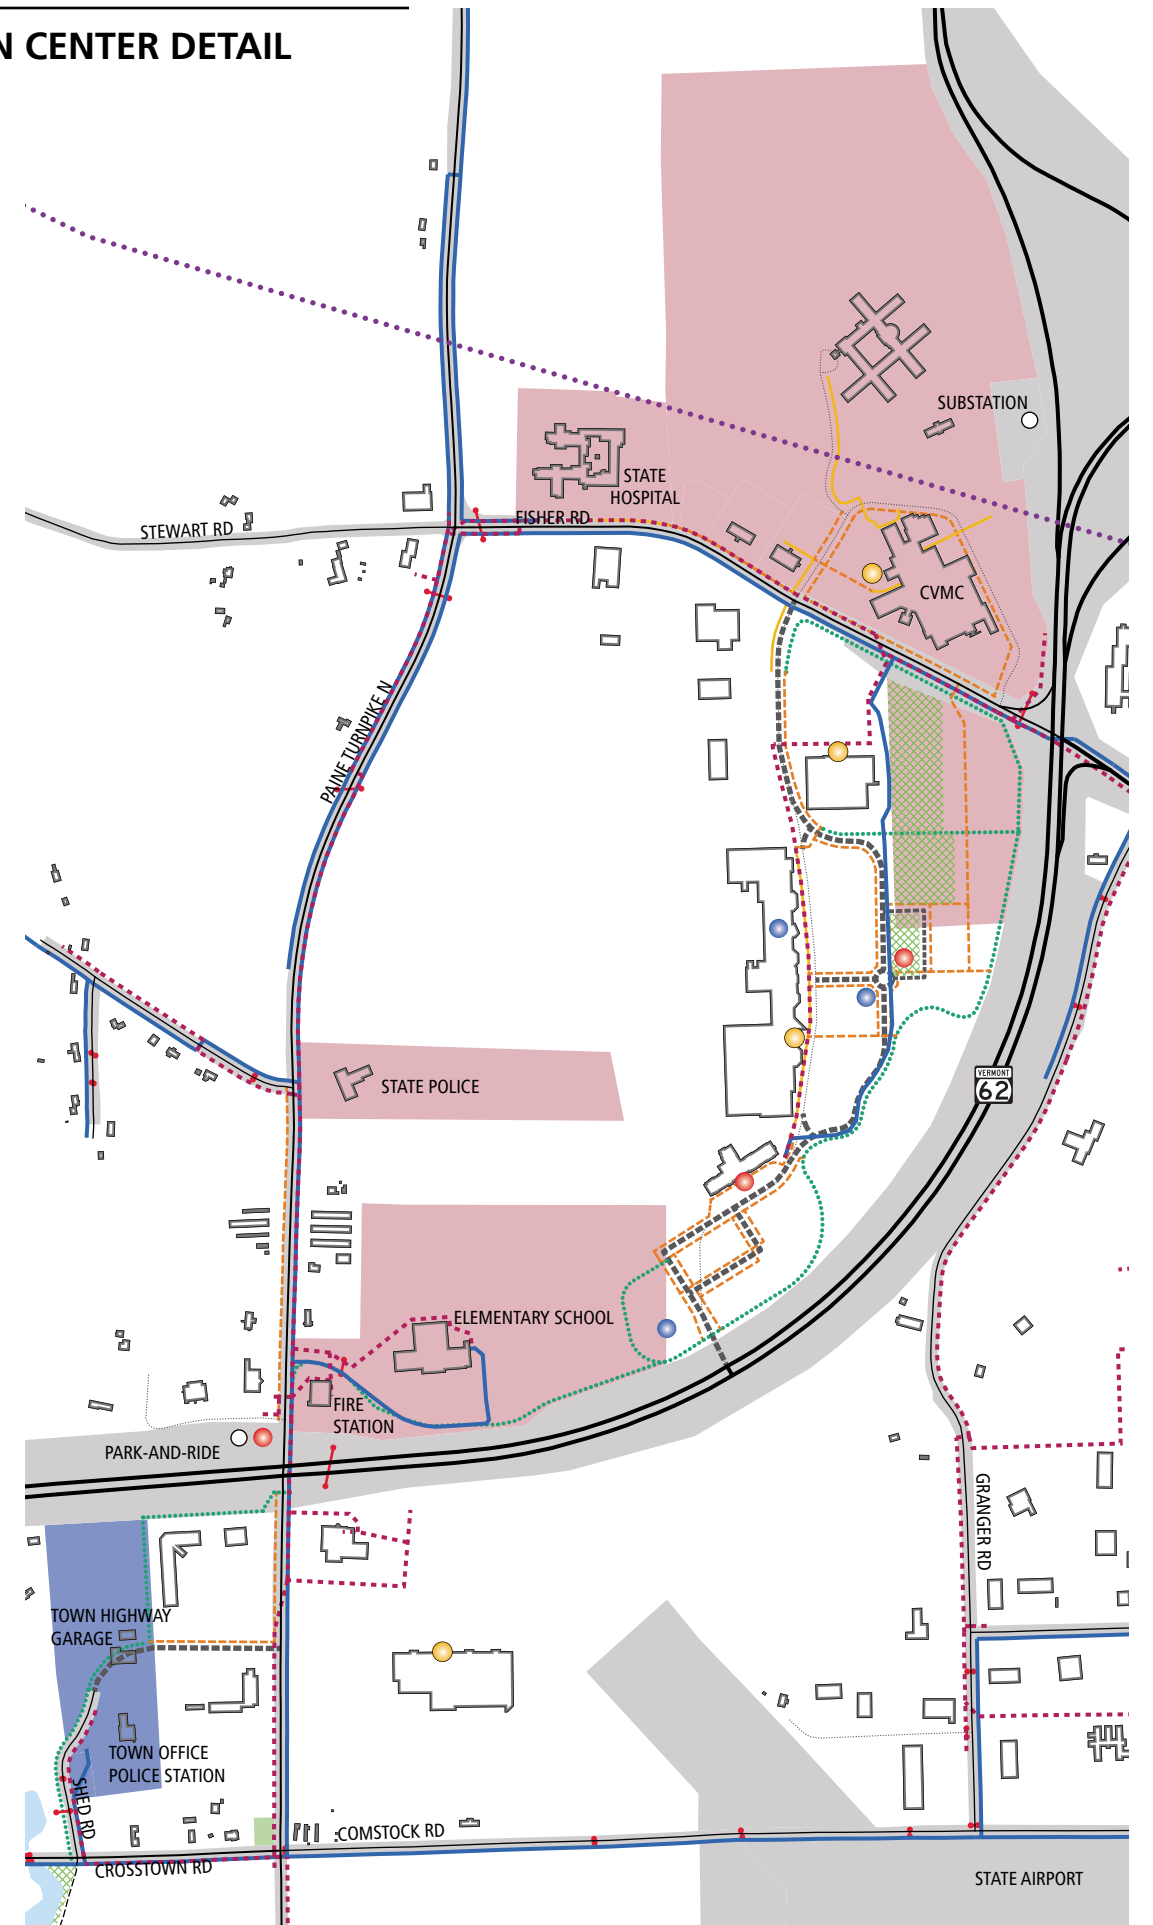 N CENTER DETAIL
SUBSTATION
STATE
HOSPITAL
FISHER RD
STEWART RD
CVMC
PAINE TURNPIKE N
STATE POLICE
VERMONT
62
ELEMENTARY SCHOOL
FIRE
STATION
PARK-AND-RIDE
GRANGER RD
TOWN HIGHWAY
GARAGE
TOWN OFFICE
POLICE STATION
SHED RD
COMSTOCK RD
CROSSTOWN RD
STATE AIRPORT